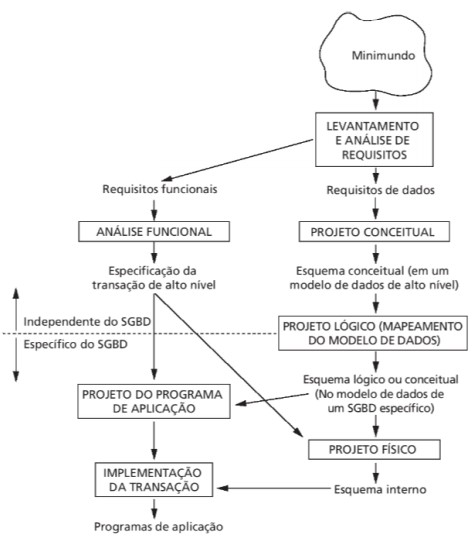 Minimundo
LEVANTAMENTO
E ANÁLISE DE
REQUISITOS
Requisitos funcionais
Requisitos de dados
ANÁLISE FUNCIONAL
PROJETO CONCEITUAL
Especificação da
transação de alto nível
Esquema conceitual (em um
modelo de dados de alto nível)
Independente do SGBD
Específico do SGBD
PROJETO LÓGICO (MAPEAMENTO
DO MODELO DE DADOS)
PROJETO DO PROGRAMA
DE APLICAÇÃO
Esquema lógico ou conceitual
(No modelo de dados de
um SGBD específico)
PROJETO FÍSICO
IMPLEMENTAÇÃO
DA TRANSAÇÃO
Esquema interno
Programas de aplicação